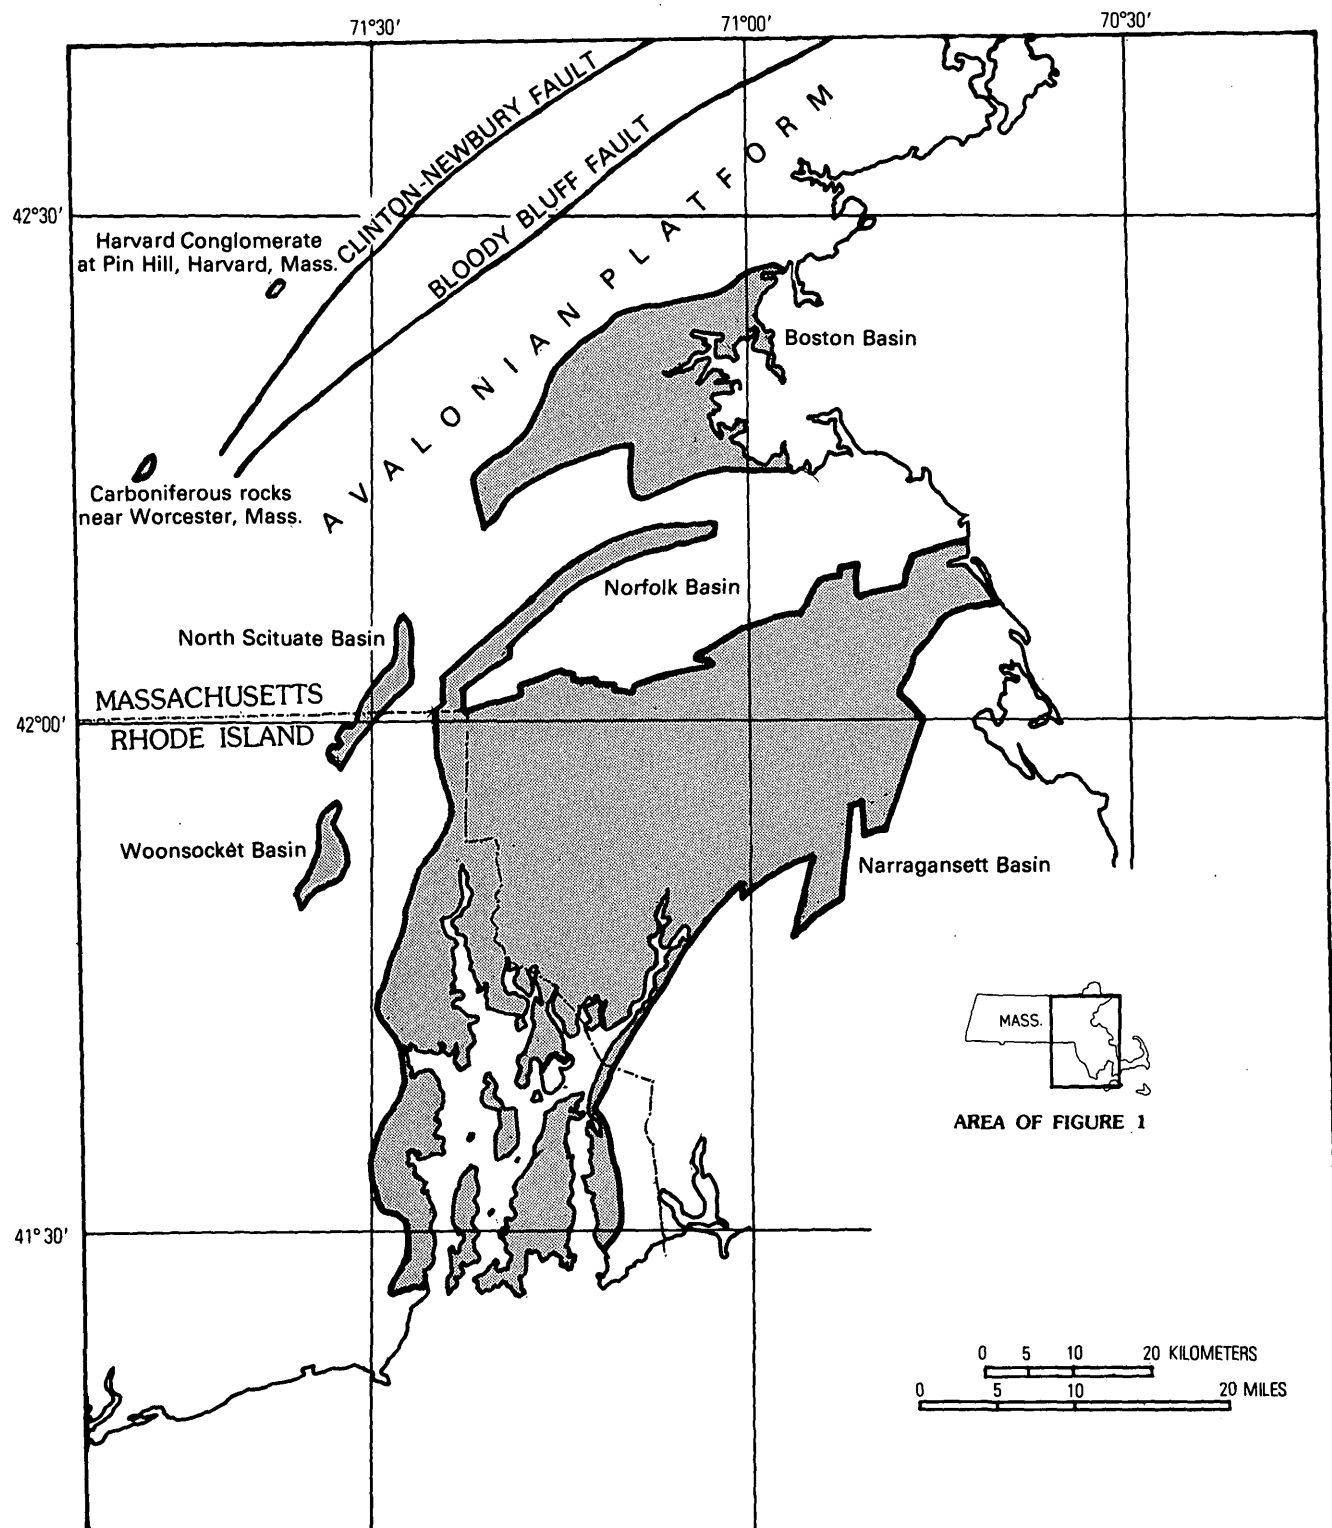 71°30′
71°00′
70°30′
CLINTON-NEWBURY FAULT
BLOODY BLUFF FAULT
AVALONIAN PLATFORM
42°30′
Harvard Conglomerate
at Pin Hill, Harvard, Mass.
Boston Basin
Carboniferous rocks
near Worcester, Mass.
Norfolk Basin
North Scituate Basin
MASSACHUSETTS
42°00′
RHODE ISLAND
Woonsocket Basin
Narragansett Basin
MASS.
AREA OF FIGURE 1
41°30′
0 5 10 20 KILOMETERS
0 5 10 20 MILES